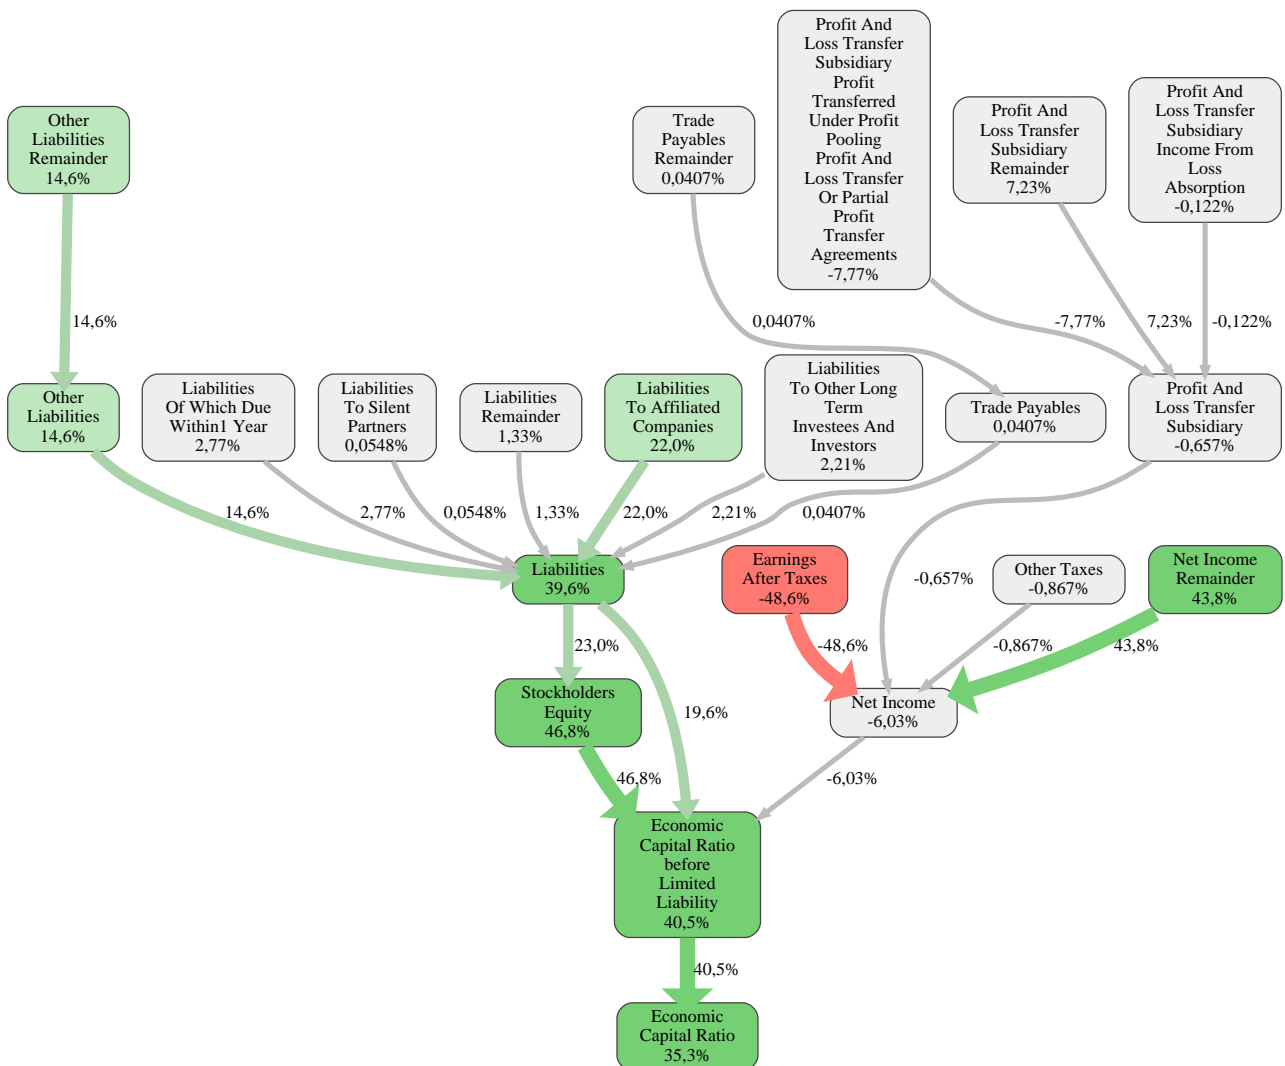 Profit And
Loss Transfer
Subsidiary
Profit
Transferred
Under Profit
Pooling
Profit And
Loss Transfer
Or Partial
Profit
Transfer
Agreements
-7,77%
Other
Liabilities
Remainder
14,6%
Trade
Payables
Remainder
0,0407%
Profit And
Loss Transfer
Subsidiary
Remainder
7,23%
Profit And
Loss Transfer
Subsidiary
Income From
Loss
Absorption
-0,122%
14,6%
0,0407%
-7,77%
7,23%
-0,122%
Other
Liabilities
14,6%
Liabilities
Of Which Due
Within1 Year
2,77%
Liabilities
To Silent
Partners
0,0548%
Liabilities
Remainder
1,33%
Liabilities
To Affiliated
Companies
22,0%
Liabilities
To Other Long
Term
Investees And
Investors
2,21%
Trade Payables
0,0407%
Profit And
Loss Transfer
Subsidiary
-0,657%
14,6%
2,77%
0,0548%
1,33%
22,0%
2,21%
0,0407%
-0,657%
Liabilities
39,6%
Earnings
After Taxes
-48,6%
Other Taxes
-0,867%
Net Income
Remainder
43,8%
23,0%
19,6%
-48,6%
-0,867%
43,8%
Stockholders
Equity
46,8%
Net Income
-6,03%
46,8%
-6,03%
Economic
Capital Ratio
before
Limited
Liability
40,5%
40,5%
Economic
Capital Ratio
35,3%